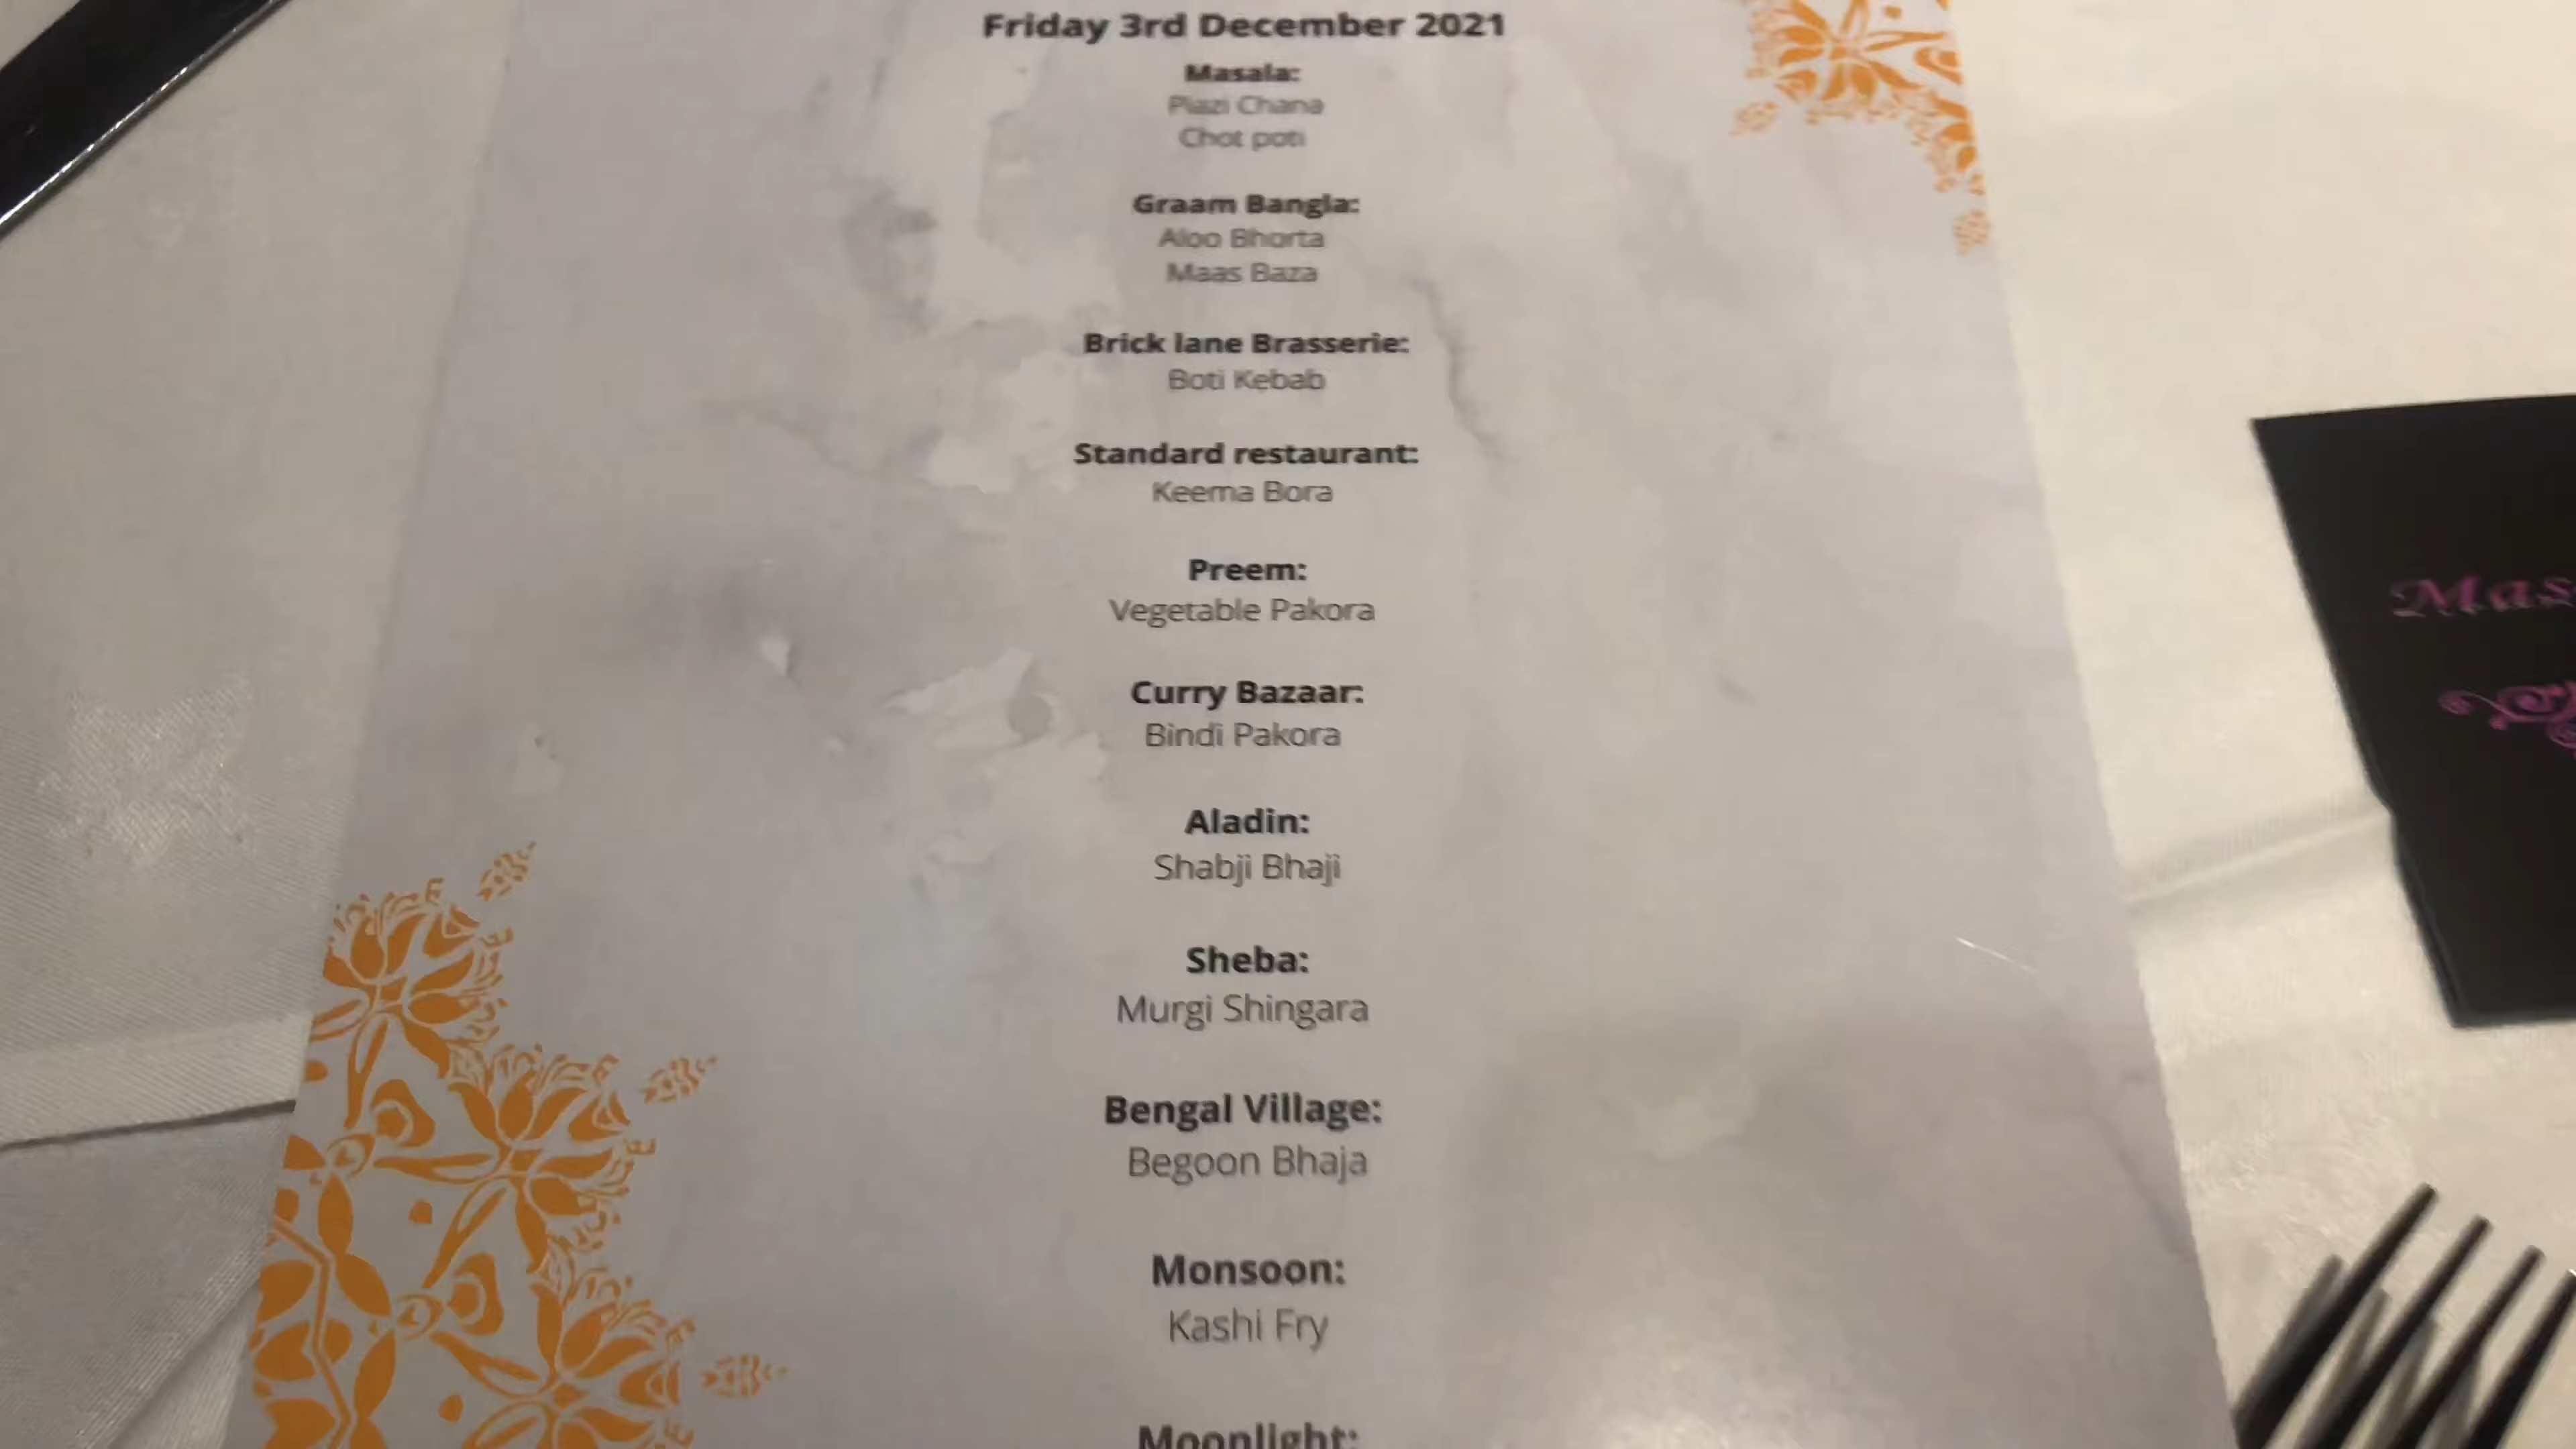 Friday 3rd December 2021
Masala:
Piazi Chana
Chot poti
Graam Bangla:
Aloo Bhorta
Maas Baza
Brick lane Brasserie:
Boti Kebab
Standard restaurant:
Keema Bora
Preem:
Vegetable Pakora
Curry Bazaar:
Bindi Pakora
Aladin:
Shabji Bhaji
Sheba:
Murgi Shingara
Bengal Village:
Begoon Bhaja
Monsoon:
Kashi Fry
Moonlight:
Mas